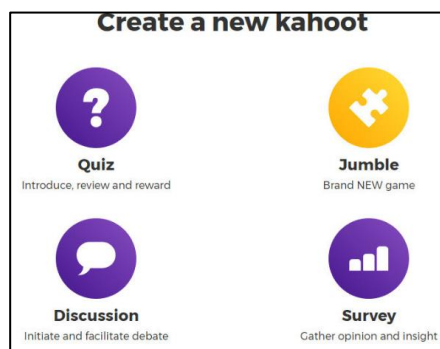 Create a new kahoot
?
Quiz
Introduce, review and reward
Jumble
Brand NEW game
Discussion
Initiate and facilitate debate
Survey
Gather opinion and insight